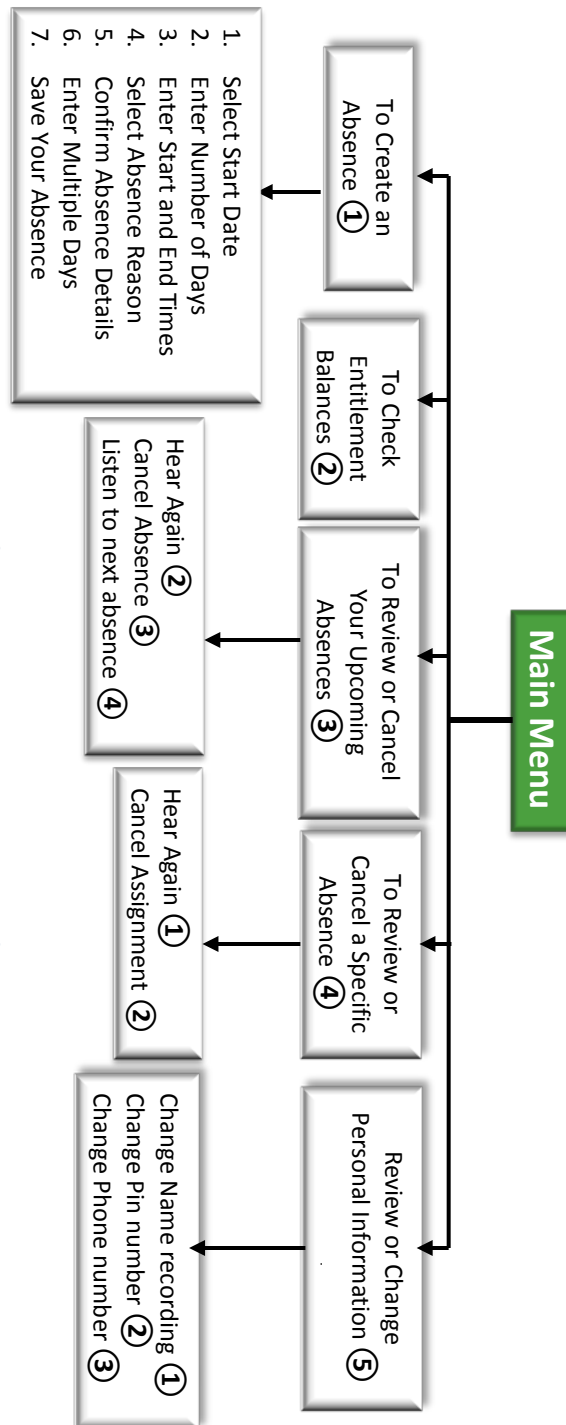 Main Menu
To Create an
Absence ①
To Check
Entitlement
Balances ②
To Review or Cancel
Your Upcoming
Absences ③
To Review or
Cancel a Specific
Absence ④
Review or Change
Personal Information ⑤
1. Select Start Date
2. Enter Number of Days
3. Enter Start and End Times
4. Select Absence Reason
5. Confirm Absence Details
6. Enter Multiple Days
7. Save Your Absence
Hear Again ②
Cancel Absence ③
Listen to next absence ④
Hear Again ①
Cancel Assignment ②
Change Name recording ①
Change Pin number ②
Change Phone number ③